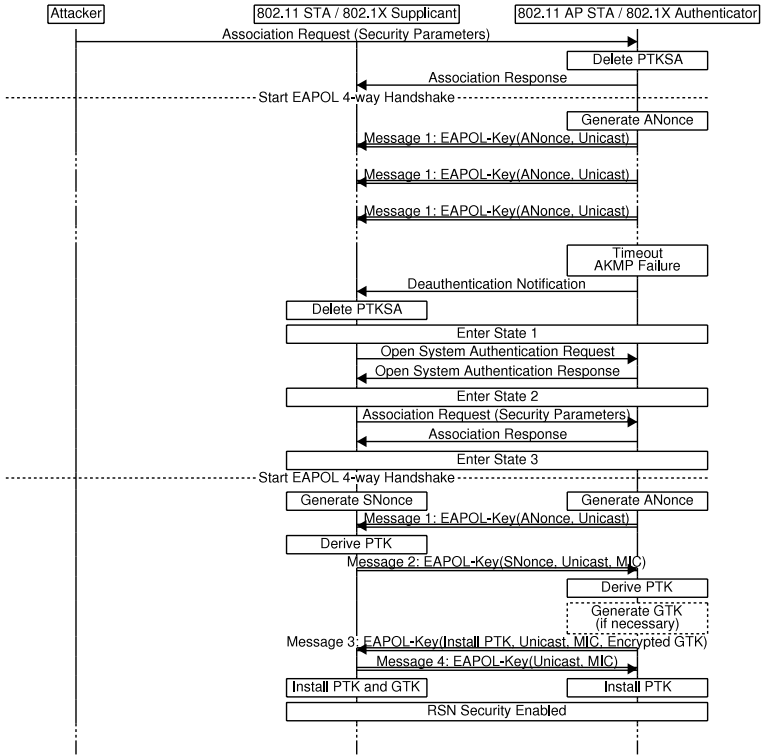 Attacker
802.11 STA / 802.1X Supplicant
802.11 AP STA / 802.1X Authenticator
Association Request (Security Parameters)
Delete PTKSA
Association Response
Start EAPOL 4-way Handshake
Generate ANonce
Message 1: EAPOL-Key(ANonce, Unicast)
Message 1: EAPOL-Key(ANonce, Unicast)
Message 1: EAPOL-Key(ANonce, Unicast)
Timeout
AKMP Failure
Deauthentication Notification
Delete PTKSA
Enter State 1
Open System Authentication Request
Open System Authentication Response
Enter State 2
Association Request (Security Parameters)
Association Response
Enter State 3
Start EAPOL 4-way Handshake
Generate SNonce
Generate ANonce
Message 1: EAPOL-Key(ANonce, Unicast)
Derive PTK
Message 2: EAPOL-Key(SNonce, Unicast, MIC)
Derive PTK
Generate GTK
(if necessary)
Message 3: EAPOL-Key(Install PTK, Unicast, MIC, Encrypted GTK)
Message 4: EAPOL-Key(Unicast, MIC)
Install PTK and GTK
Install PTK
RSN Security Enabled